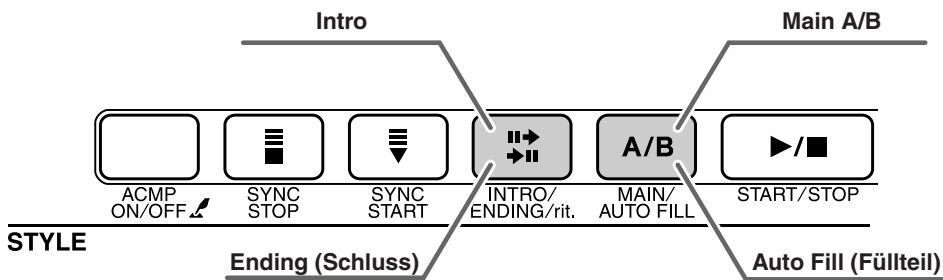 Intro
Main A/B
A/B
ACMP
ON/OFF
SYNC
STOP
SYNC
START
INTRO/
ENDING/rit.
MAIN/
AUTO FILL
START/STOP
STYLE
Ending (Schluss)
Auto Fill (Füllteil)